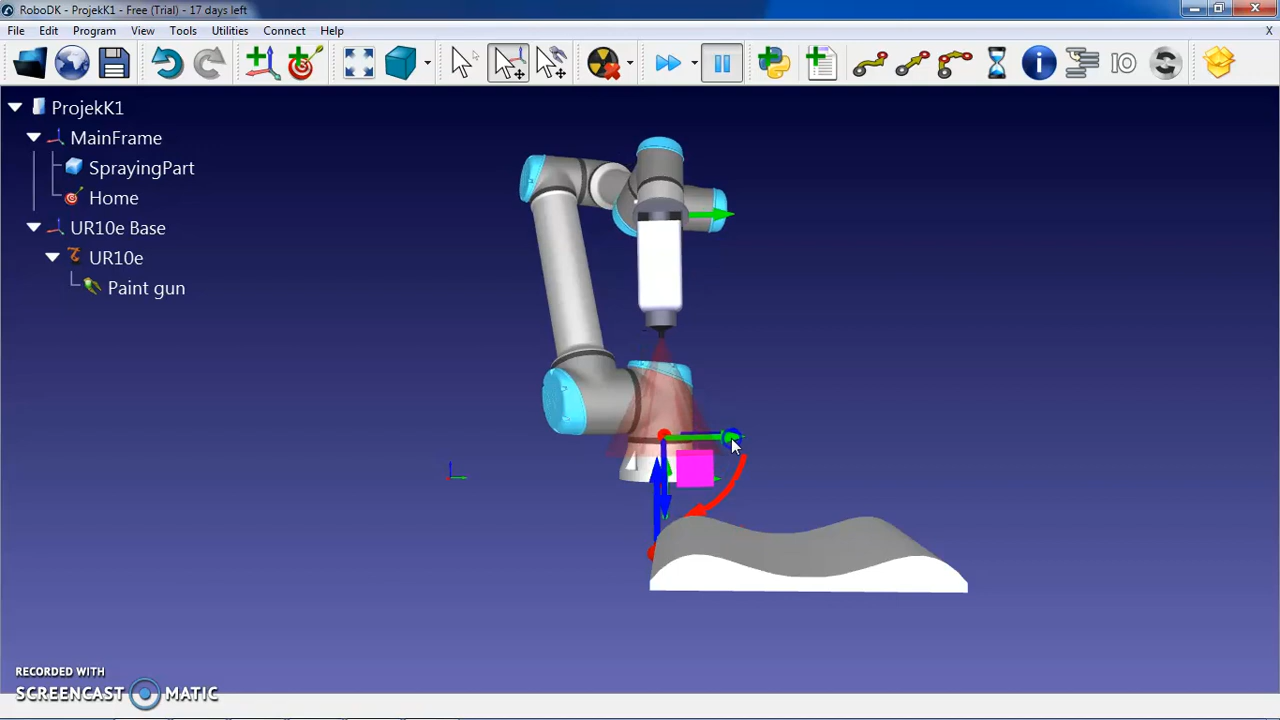 RoboDK - ProjekK1 - Free (Trial) - 17 days left
File Edit Program View Tools Utilities Connect Help X
IO
ProjekK1
MainFrame
SprayingPart
Home
UR10e Base
UR10e
Paint gun
RECORDED WITH
SCREENCAST MATIC